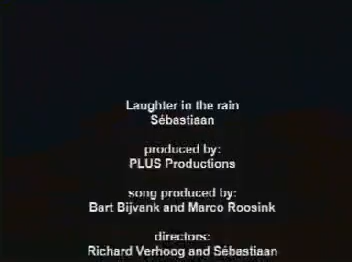 Laughter in the rain
Sébastiaan
produced by:
PLUS Productions
song produced by:
Bart Bijvank and Marco Roosink
directors:
Richard Verhoog and Sébastiaan